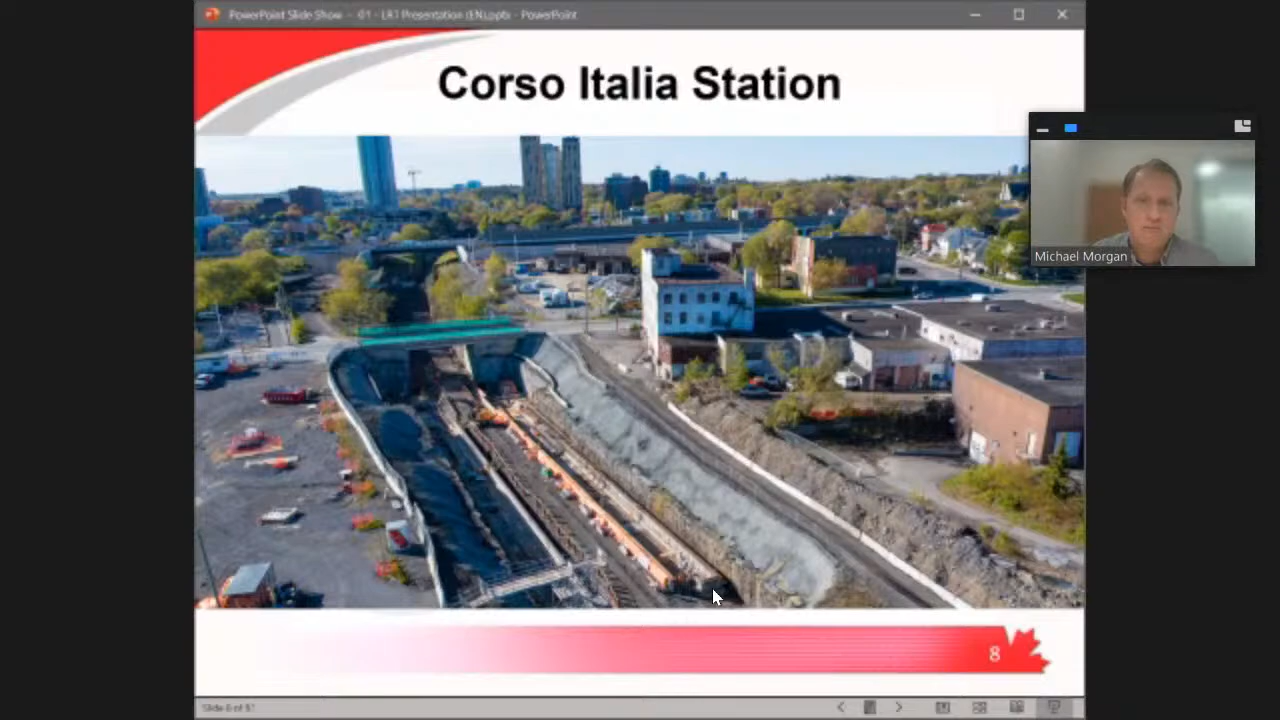 PowerPoint Slide Show - 01 - LRT Presentation (EN).pptx - PowerPoint
Corso Italia Station
Michael Morgan
8